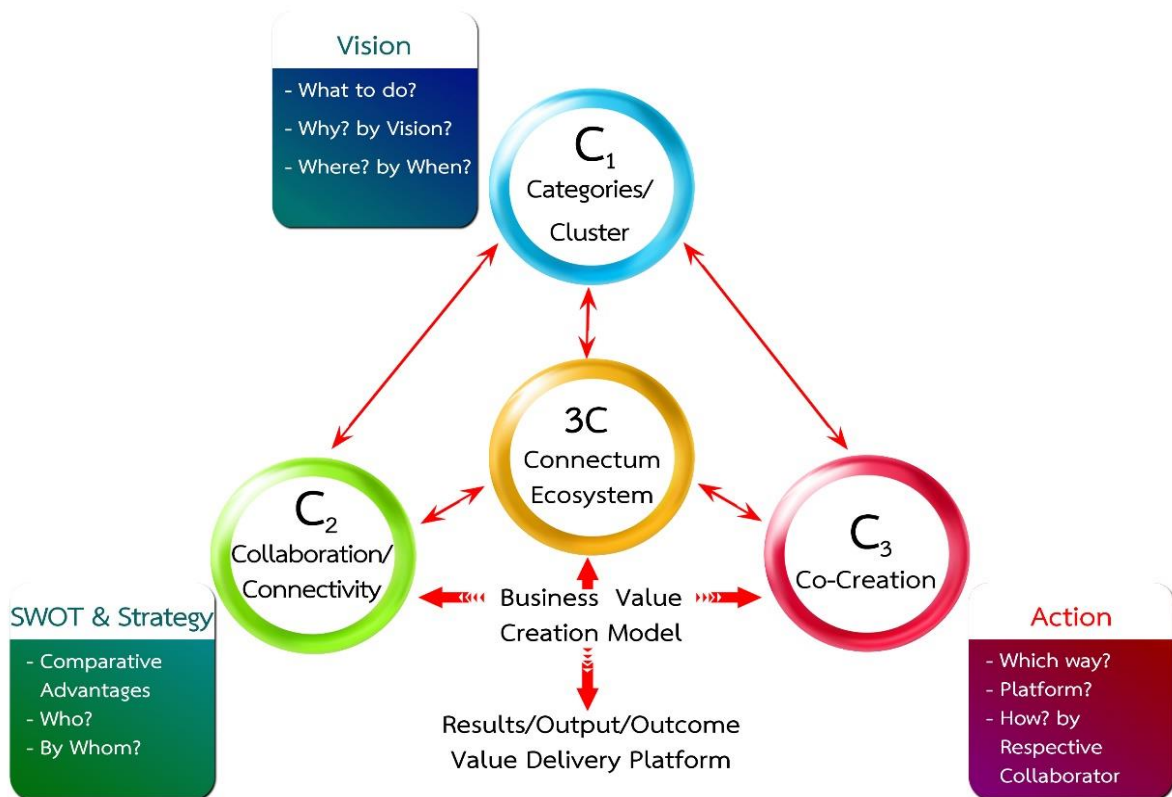 Vision
- What to do?
- Why? by Vision?
- Where? by When?
C₁
Categories/
Cluster
3C
Connectum
Ecosystem
C₂
Collaboration/
Connectivity
C₃
Co-Creation
Business Value
Creation Model
Results/Output/Outcome
Value Delivery Platform
SWOT & Strategy
- Comparative
Advantages
- Who?
- By Whom?
Action
- Which way?
- Platform?
- How? by
Respective
Collaborator